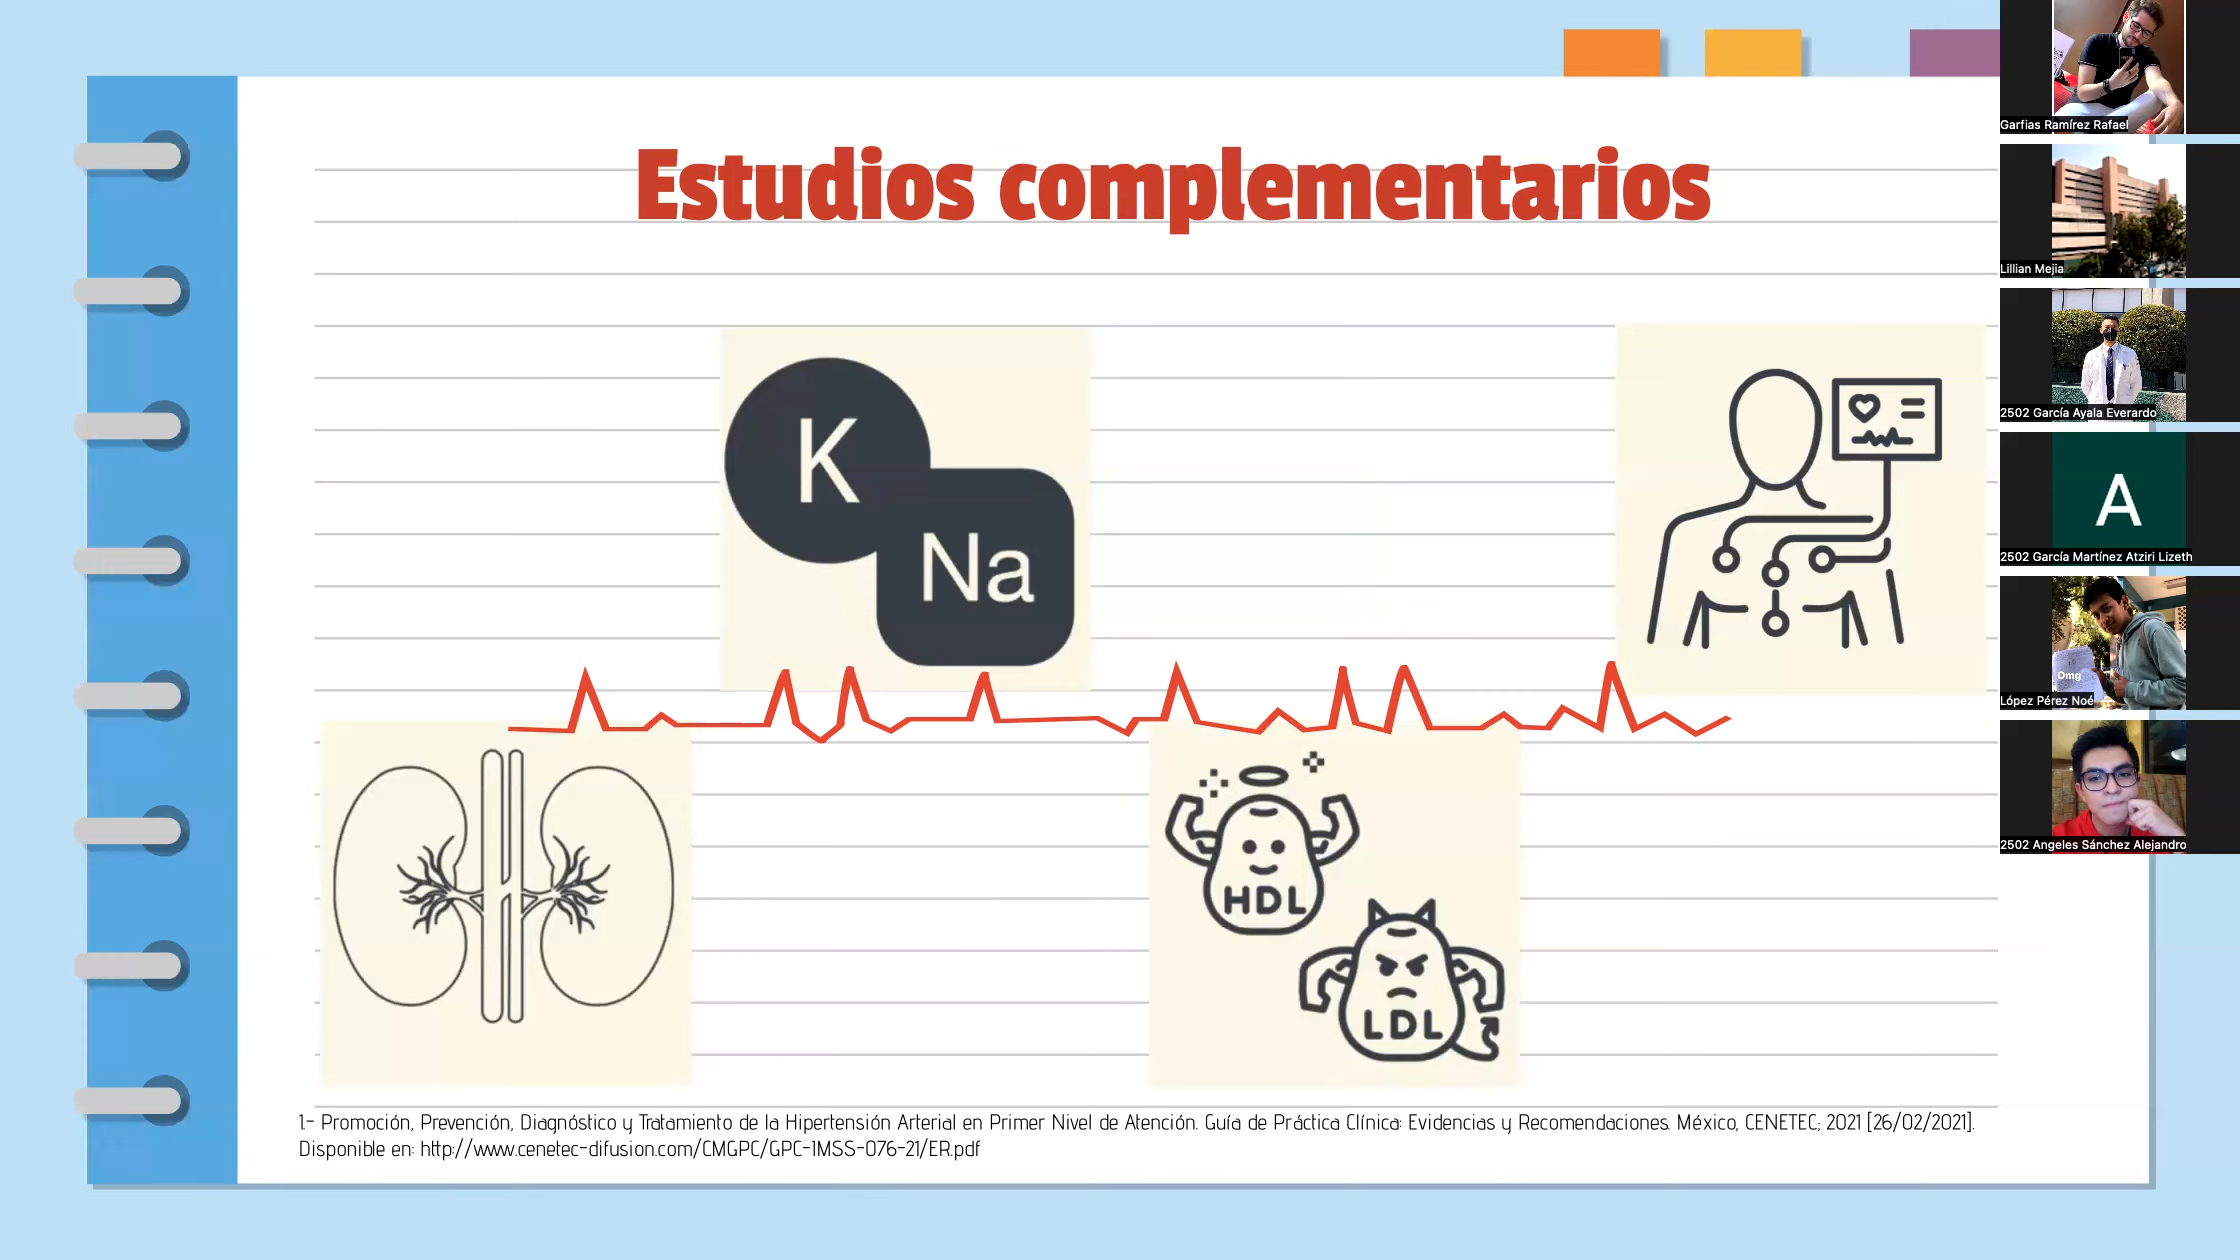 Estudios complementarios
K
Na
HDL
LDL
1.- Promoción, Prevención, Diagnóstico y Tratamiento de la Hipertensión Arterial en Primer Nivel de Atención. Guía de Práctica Clínica: Evidencias y Recomendaciones. México, CENETEC; 2021 [26/02/2021].
Disponible en: http://www.cenetec-difusion.com/CMGPC/GPC-IMSS-076-21/ER.pdf
Garfias Ramírez Rafael
Lillian Mejia
2502 García Ayala Everardo
A
2502 García Martínez Atziri Lizeth
Omg
López Pérez Noé
2502 Angeles Sánchez Alejandro